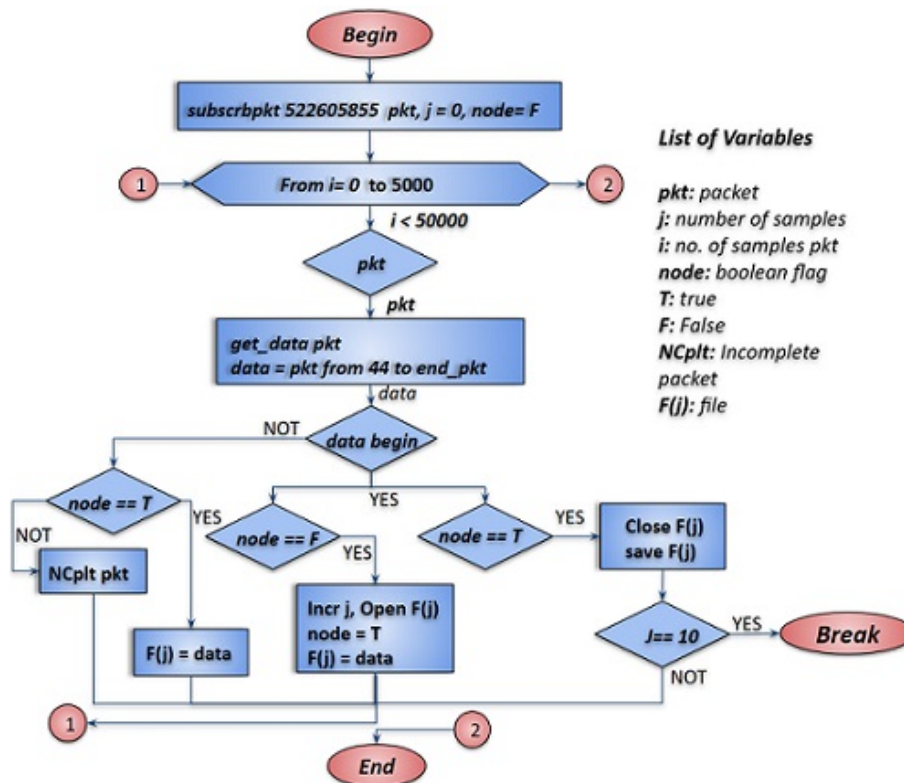 Begin
subscrbpkt 522605855 pkt, j = 0, node= F
1
From i= 0 to 5000
2
i < 50000
pkt
pkt
get_data pkt
data = pkt from 44 to end_pkt
data
data begin
NOT
YES
node == T
NOT
YES
NCplt pkt
F(j) = data
node == F
YES
Incr j, Open F(j)
node = T
F(j) = data
node == T
YES
Close F(j)
save F(j)
J== 10
YES
Break
NOT
1
2
End
List of Variables
pkt: packet
j: number of samples
i: no. of samples pkt
node: boolean flag
T: true
F: False
NCplt: Incomplete
packet
F(j): file